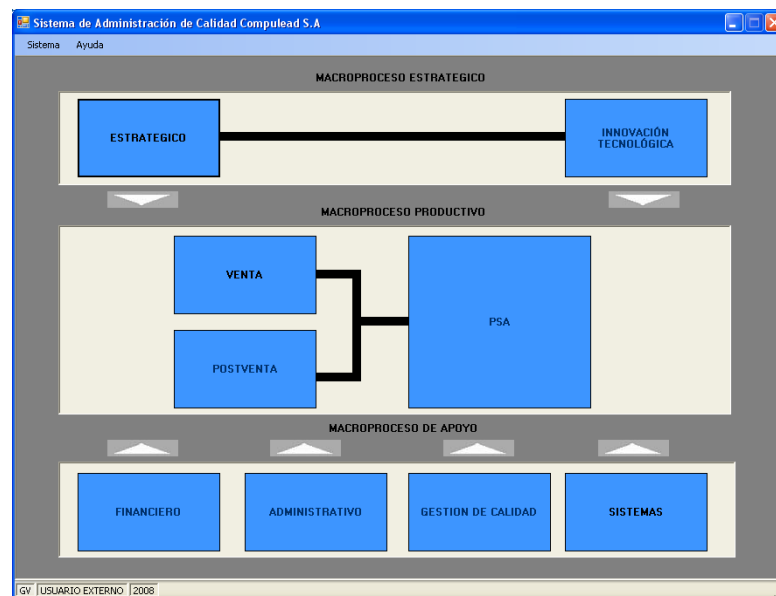 Sistema de Administración de Calidad Compulead S.A
Sistema Ayuda
MACROPROCESO ESTRATEGICO
ESTRATEGICO
INNOVACIÓN
TECNOLÓGICA
MACROPROCESO PRODUCTIVO
VENTA
PSA
POSTVENTA
MACROPROCESO DE APOYO
FINANCIERO
ADMINISTRATIVO
GESTION DE CALIDAD
SISTEMAS
GV USUARIO EXTERNO 2008